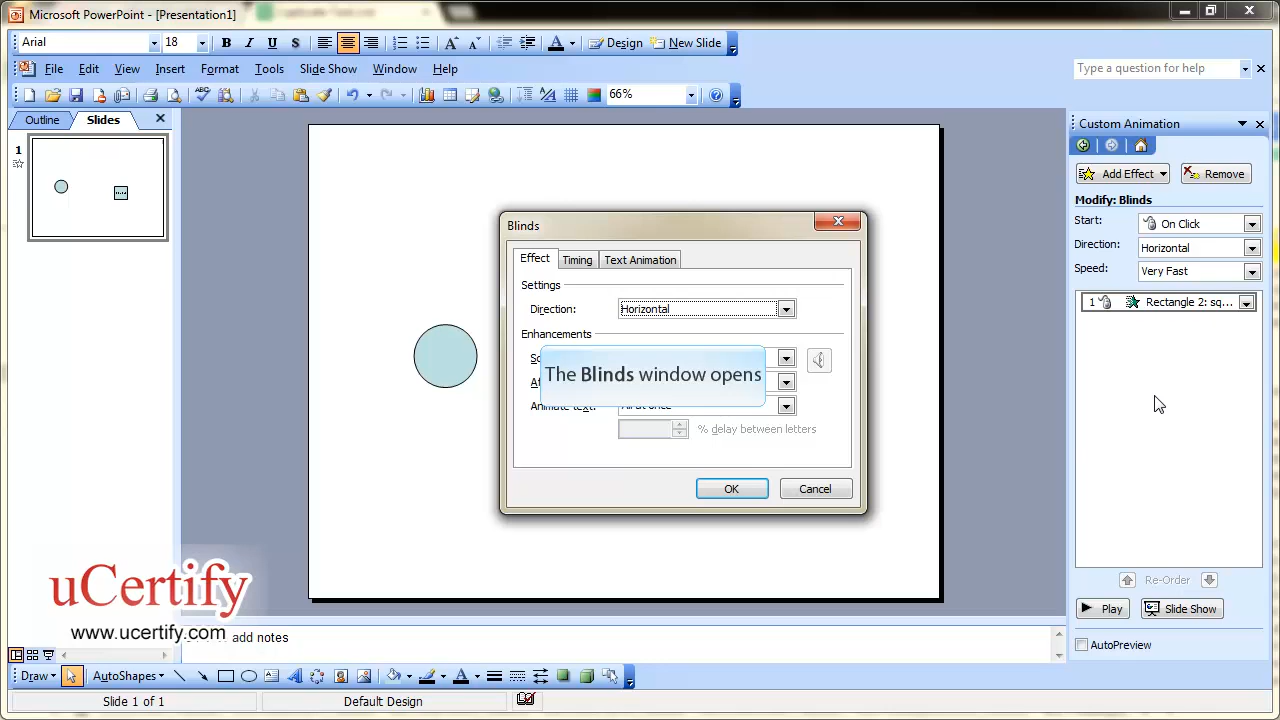 Microsoft PowerPoint - [Presentation1]
Arial 18 B I U S Design New Slide
File Edit View Insert Format Tools Slide Show Window Help Type a question for help
66%
Outline Slides
1
Custom Animation
Add Effect Remove
Modify: Blinds
Start: On Click
Direction: Horizontal
Speed: Very Fast
1 Rectangle 2: sq...
Blinds
Effect Timing Text Animation
Settings
Direction: Horizontal
Enhancements
The Blinds window opens
% delay between letters
OK Cancel
Re-Order
Play Slide Show
AutoPreview
uCertify
www.ucertify.com
add notes
Draw AutoShapes
Slide 1 of 1 Default Design